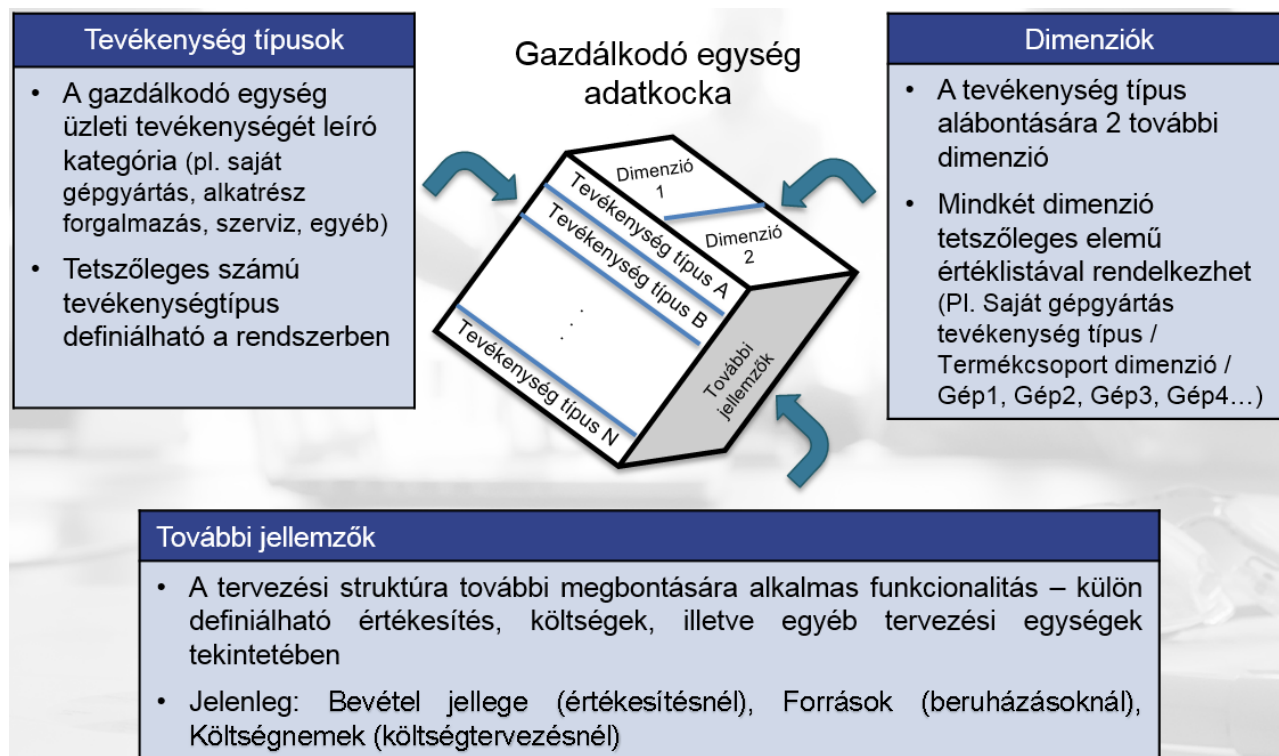 Tevékenység típusok
• A gazdálkodó egység
üzleti tevékenységét leíró
kategória (pl. saját
gépgyártás, alkatrész
forgalmazás, szerviz, egyéb)
• Tetszőleges számú
tevékenységtípus
definiálható a rendszerben
Gazdálkodó egység
adatkocka
Dimenzió
1
Dimenzió
2
Tevékenység típus A
Tevékenység típus B
.
.
.
Tevékenység típus N
További
jellemzők
Dimenziók
• A tevékenység típus
alábontására 2 további
dimenzió
• Mindkét dimenzió
tetszőleges elemű
értéklistával rendelkezhet
(Pl. Saját gépgyártás
tevékenység típus /
Termékcsoport dimenzió /
Gép1, Gép2, Gép3, Gép4…)
További jellemzők
• A tervezési struktúra további megbontására alkalmas funkcionalitás – külön
definiálható értékesítés, költségek, illetve egyéb tervezési egységek
tekintetében
• Jelenleg: Bevétel jellege (értékesítésnél), Források (beruházásoknál),
Költségnemek (költségtervezésnél)